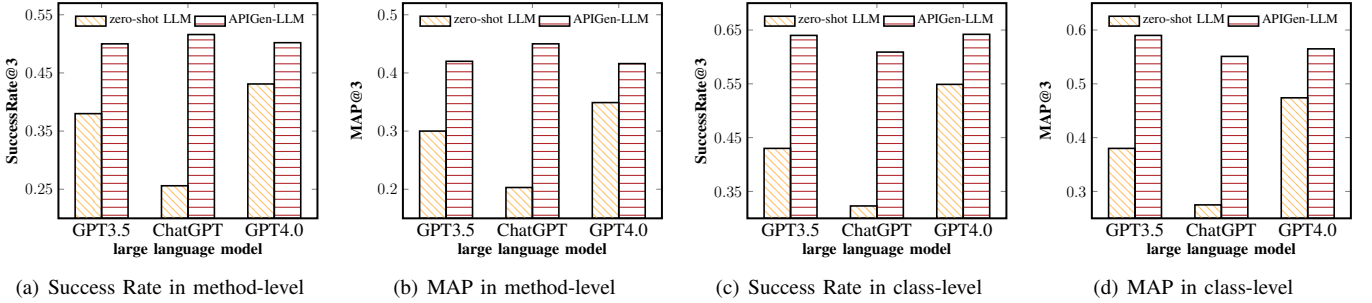 zero-shot LLM APIGen-LLM
0.55
0.45
0.35
0.25
SuccessRate@3
GPT3.5 ChatGPT GPT4.0
large language model
(a) Success Rate in method-level
zero-shot LLM APIGen-LLM
0.5
0.4
0.3
0.2
MAP@3
GPT3.5 ChatGPT GPT4.0
large language model
(b) MAP in method-level
zero-shot LLM APIGen-LLM
0.65
0.55
0.45
0.35
SuccessRate@3
GPT3.5 ChatGPT GPT4.0
large language model
(c) Success Rate in class-level
zero-shot LLM APIGen-LLM
0.6
0.5
0.4
0.3
MAP@3
GPT3.5 ChatGPT GPT4.0
large language model
(d) MAP in class-level